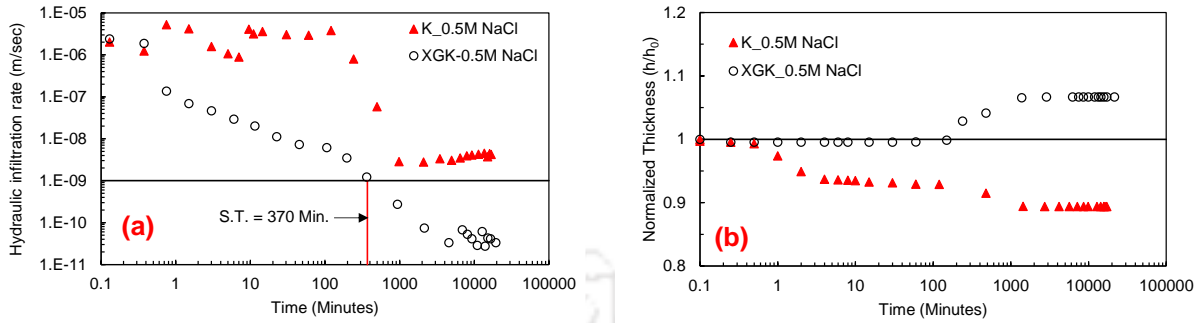 1.E-05
1.E-06
1.E-07
1.E-08
1.E-09
1.E-10
1.E-11
Hydraulic infiltration rate (m/sec)
K_0.5M NaCl
XGK-0.5M NaCl
S.T. = 370 Min.
(a)
0.1 1 10 100 1000 10000 100000
Time (Minutes)
1.2
1.1
1
0.9
0.8
Normalized Thickness (h/h0)
K_0.5M NaCl
XGK_0.5M NaCl
(b)
0.1 1 10 100 1000 10000 100000
Time (Minutes)